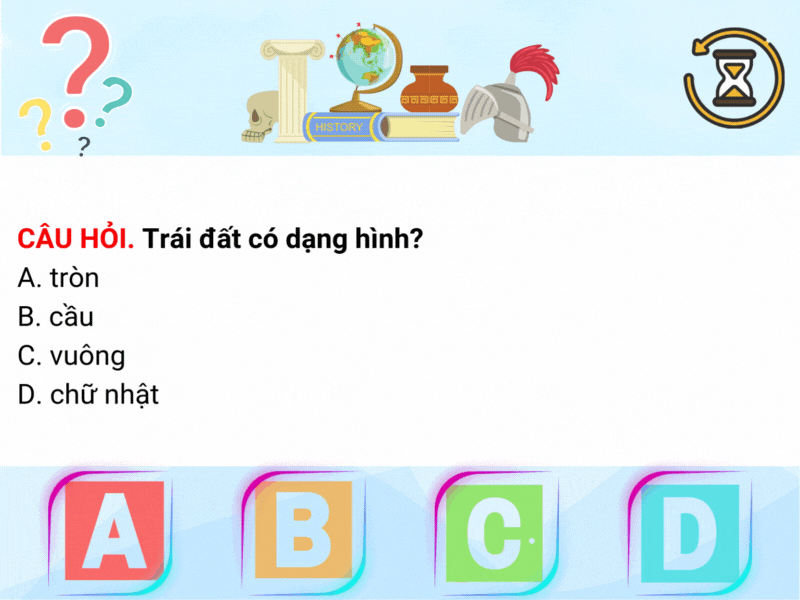 HISTORY
CÂU HỎI. Trái đất có dạng hình?
A. tròn
B. cầu
C. vuông
D. chữ nhật
A B C D